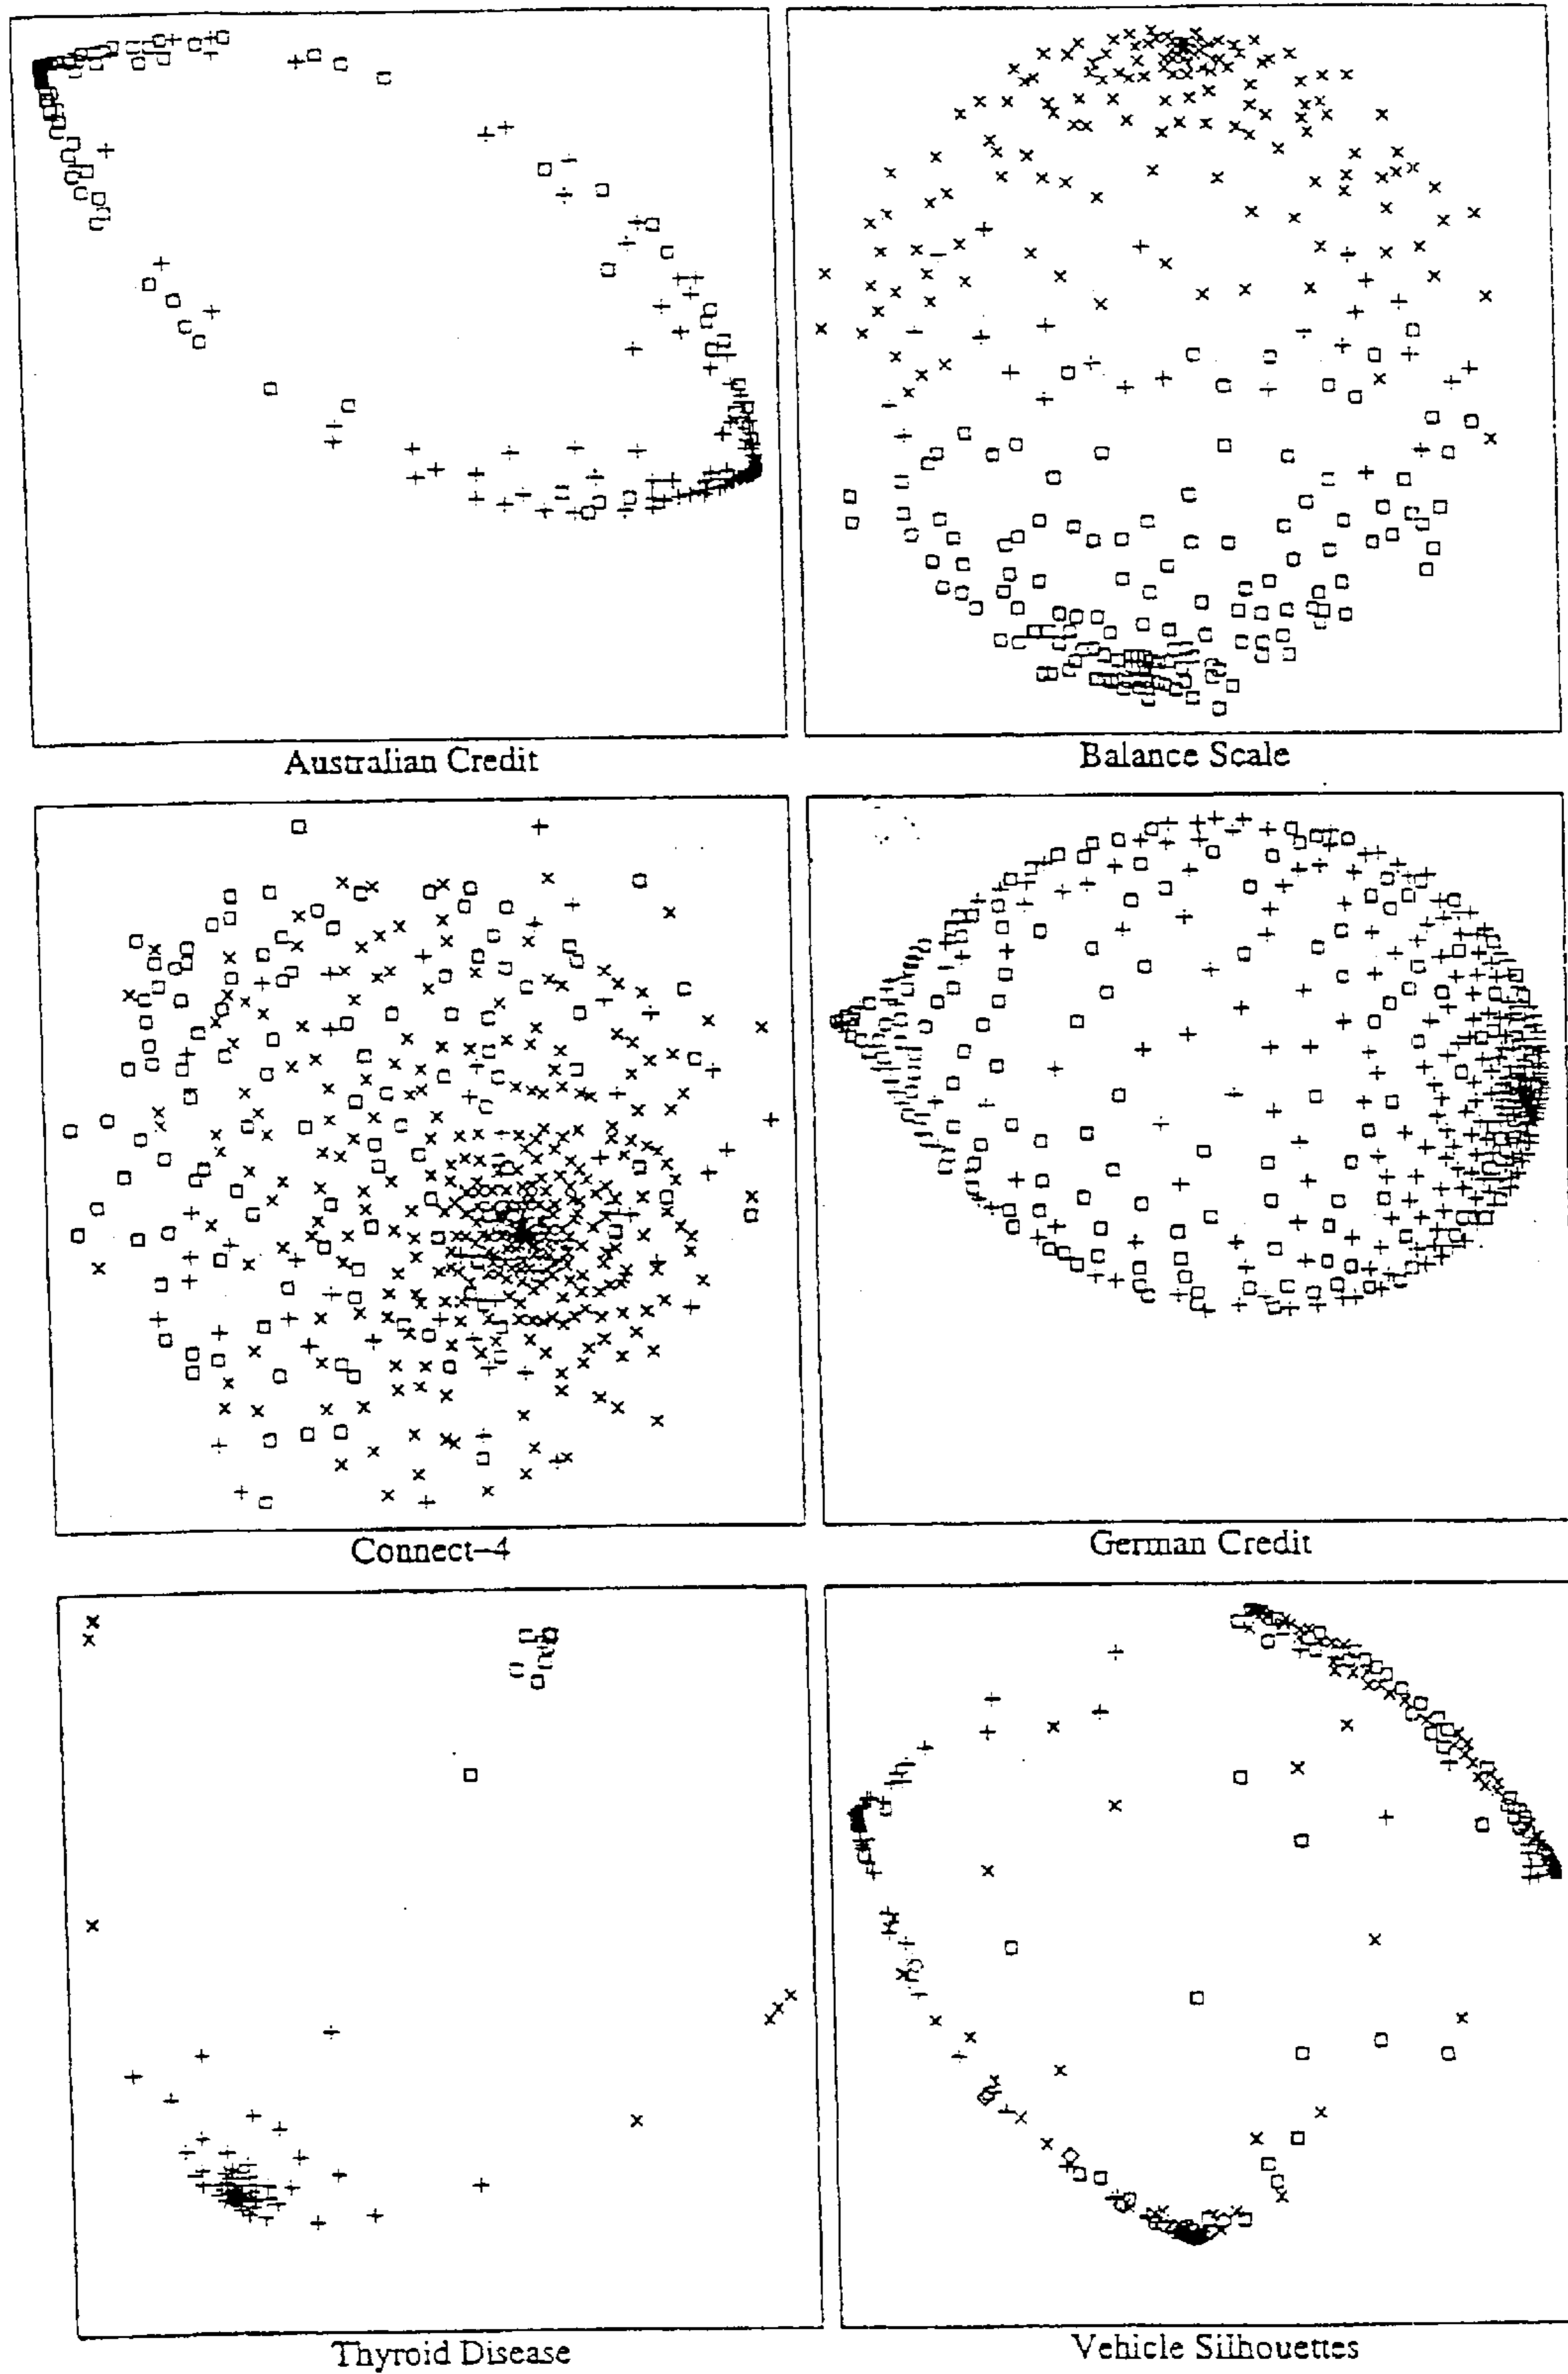 Australian Credit
Balance Scale
Connect-4
German Credit
Thyroid Disease
Vehicle Silhouettes